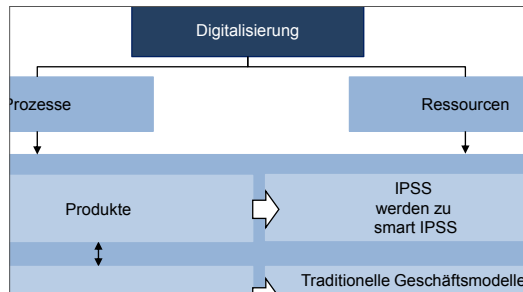 Digitalisierung
Prozesse
Ressourcen
Produkte
IPSS
werden zu
smart IPSS
Traditionelle Geschäftsmodelle